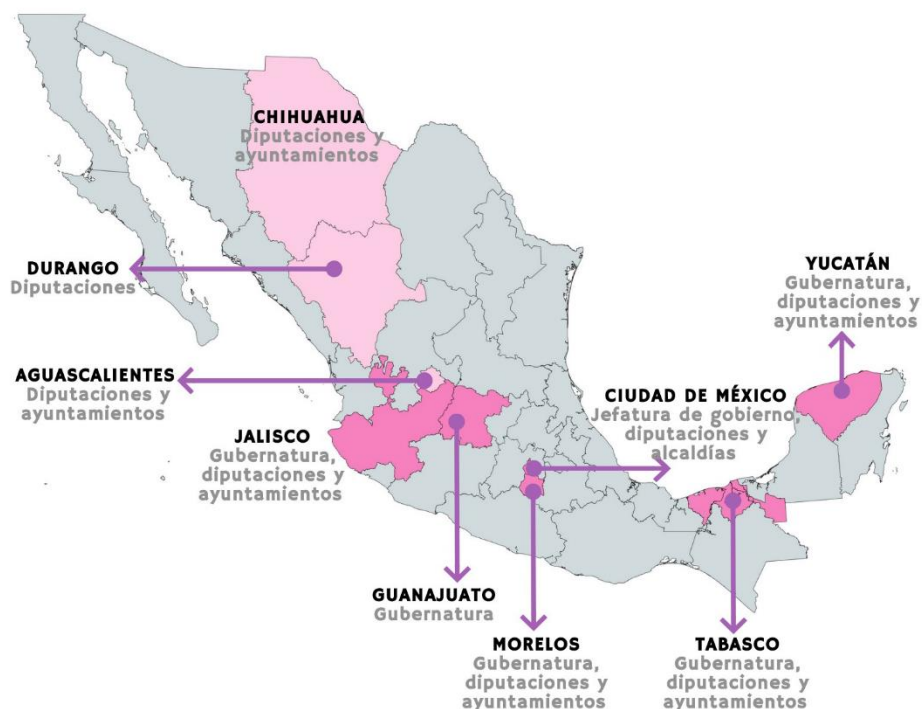 CHIHUAHUA
Diputaciones y
ayuntamientos
DURANGO
Diputaciones
YUCATÁN
Gubernatura,
diputaciones y
ayuntamientos
AGUASCALIENTES
Diputaciones y
ayuntamientos
CIUDAD DE MÉXICO
Jefatura de gobierno,
diputaciones y
alcaldías
JALISCO
Gubernatura,
diputaciones y
ayuntamientos
GUANAJUATO
Gubernatura
MORELOS
Gubernatura,
diputaciones y
ayuntamientos
TABASCO
Gubernatura,
diputaciones y
ayuntamientos